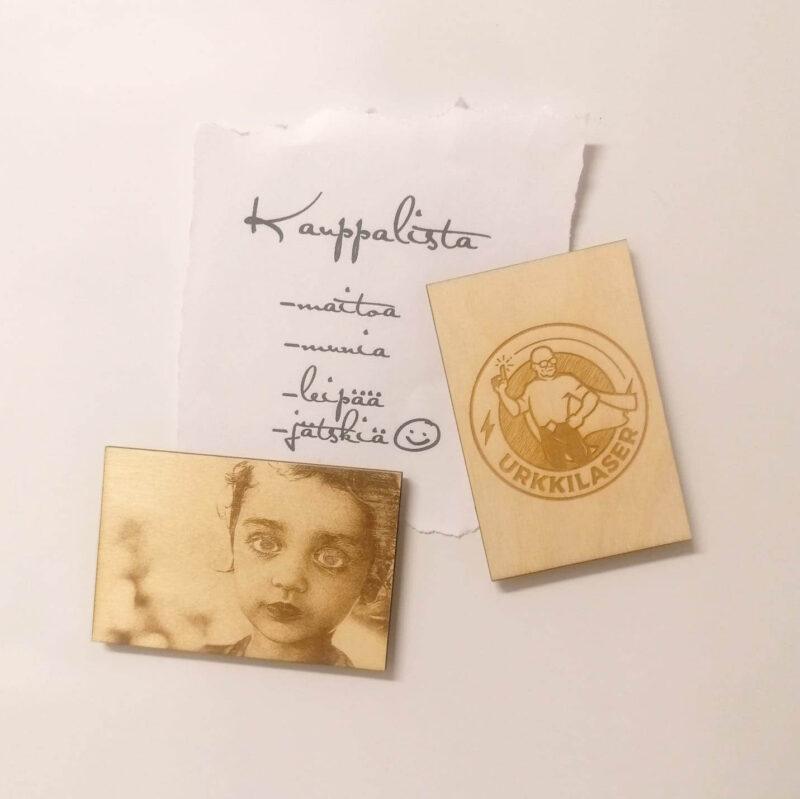 Kauppalista
-maitoa
-munia
-leipää
-jätskiä
URKKILASER